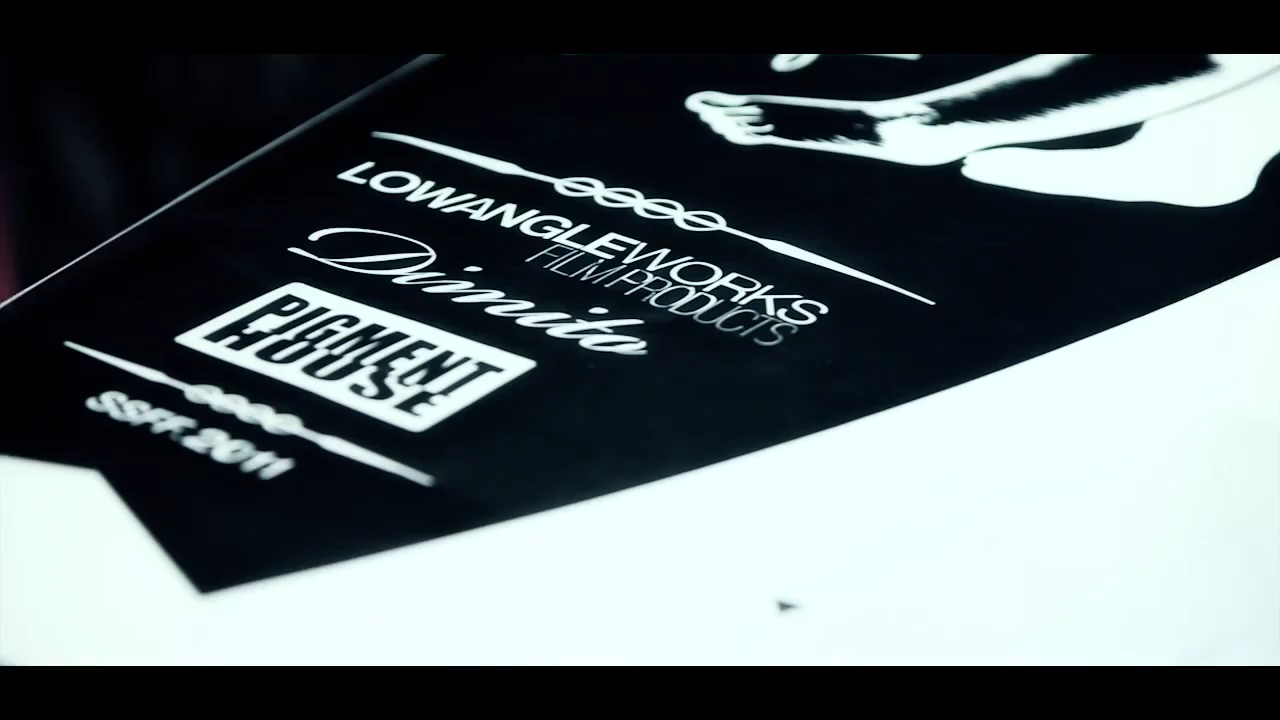 LOWANGLEWORKS
FILM PRODUCTS
Dimito
PIGMENT
HOUSE
SSFF. 2011